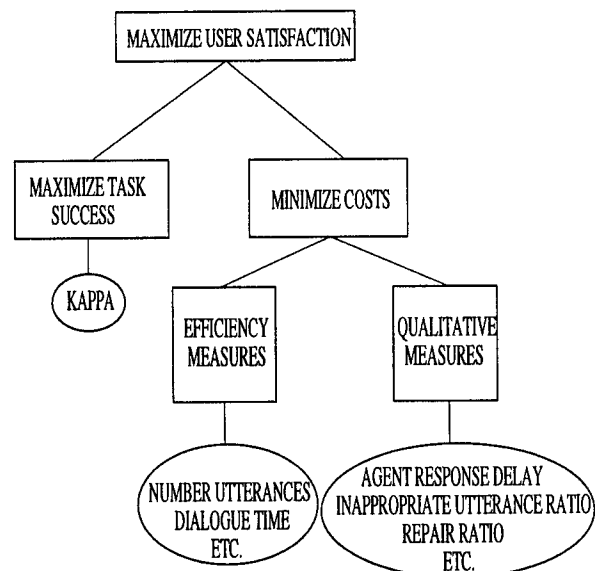 MAXIMIZE USER SATISFACTION
MAXIMIZE TASK
SUCCESS
MINIMIZE COSTS
KAPPA
EFFICIENCY
MEASURES
QUALITATIVE
MEASURES
NUMBER UTTERANCES
DIALOGUE TIME
ETC.
AGENT RESPONSE DELAY
INAPPROPRIATE UTTERANCE RATIO
REPAIR RATIO
ETC.